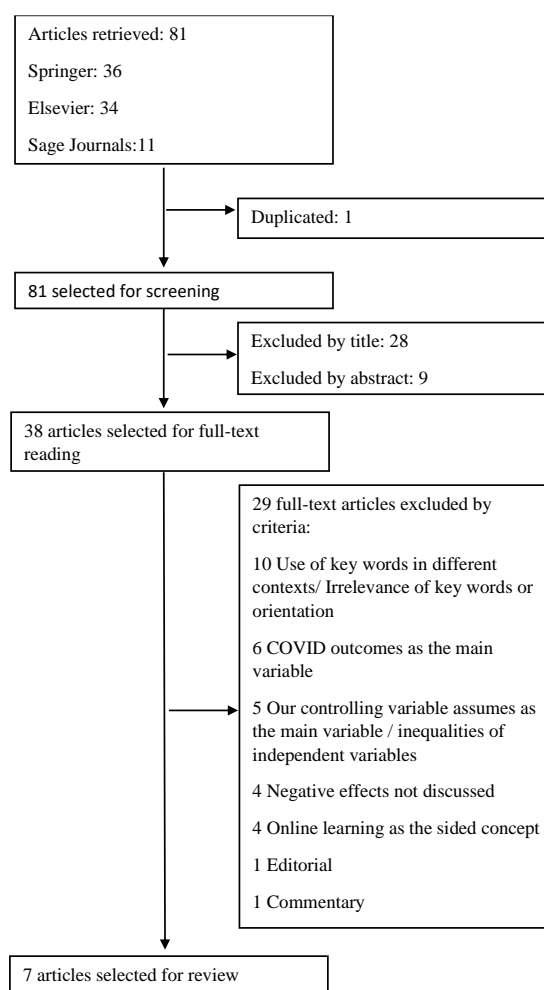 Articles retrieved: 81
Springer: 36
Elsevier: 34
Sage Journals:11
Duplicated: 1
81 selected for screening
Excluded by title: 28
Excluded by abstract: 9
38 articles selected for full-text
reading
29 full-text articles excluded by
criteria:
10 Use of key words in different
contexts/ Irrelevance of key words or
orientation
6 COVID outcomes as the main
variable
5 Our controlling variable assumes as
the main variable / inequalities of
independent variables
4 Negative effects not discussed
4 Online learning as the sided concept
1 Editorial
1 Commentary
7 articles selected for review